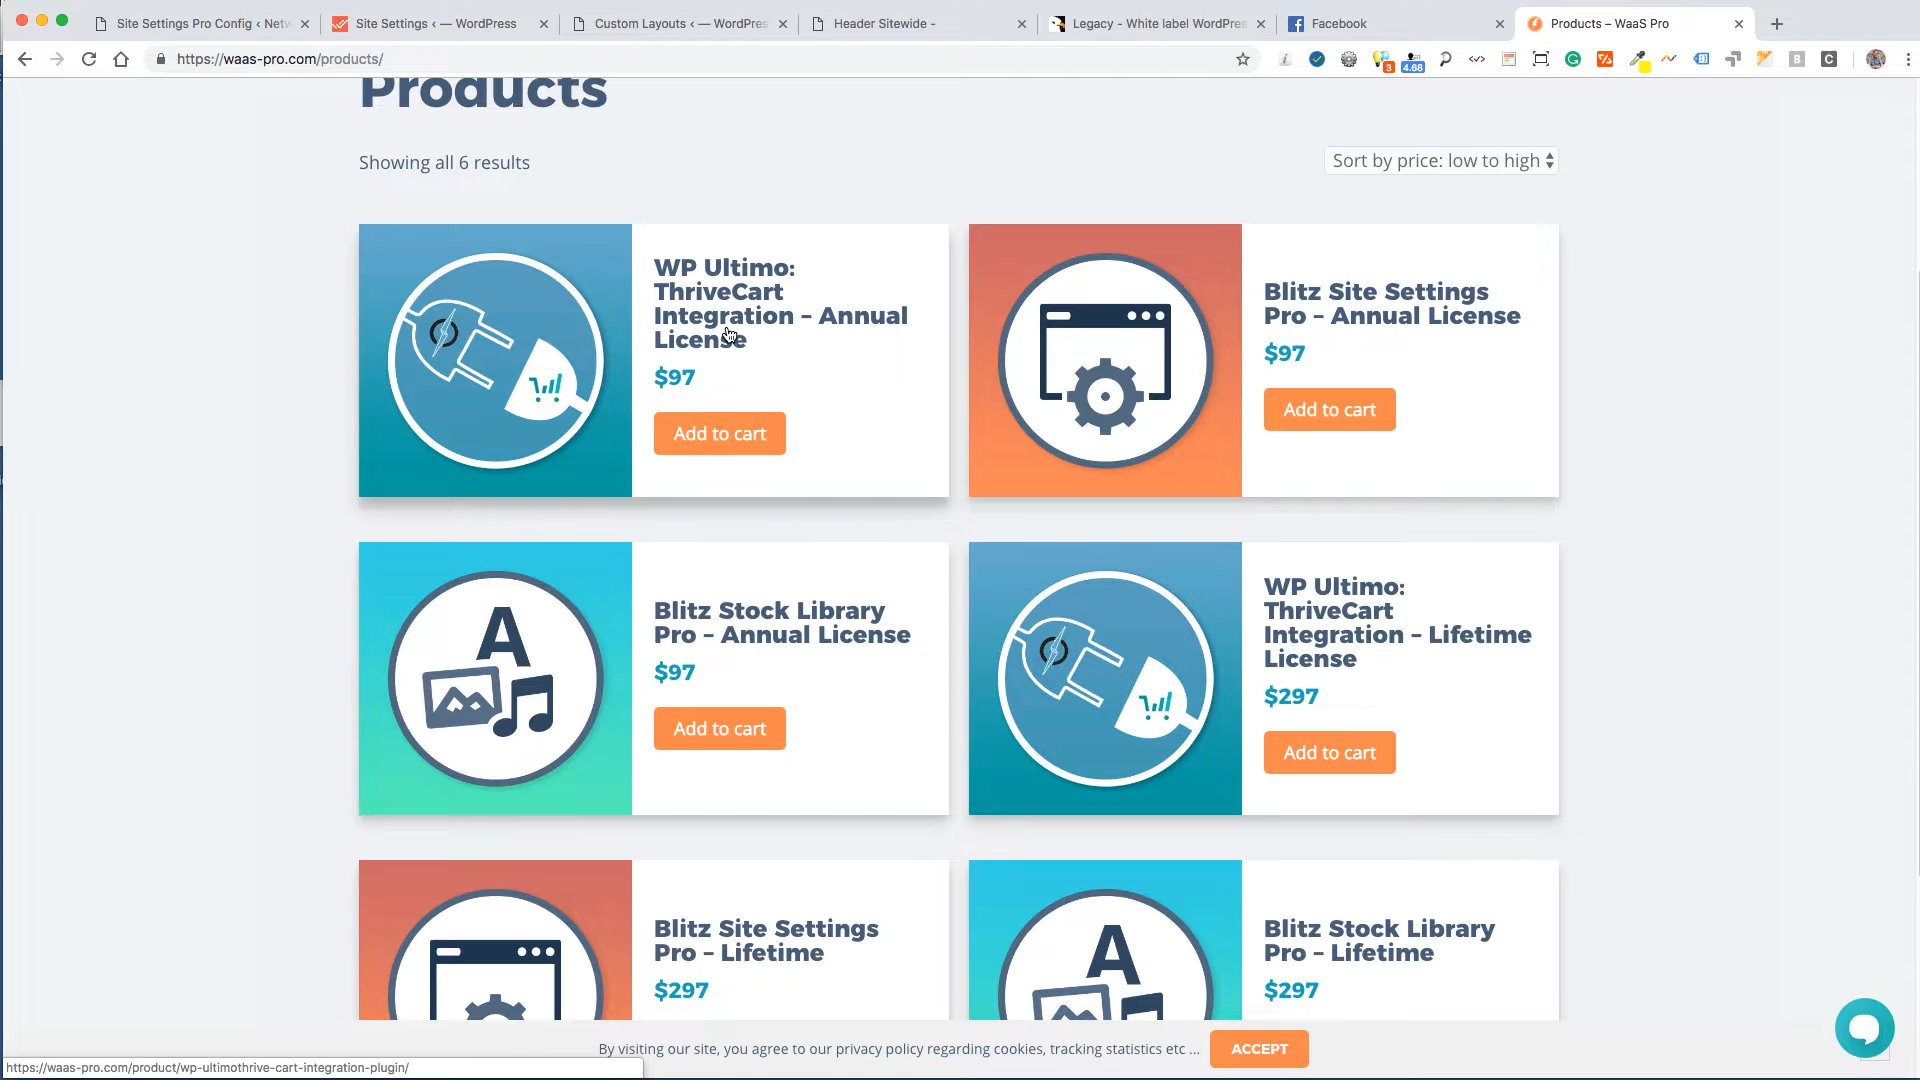 Site Settings Pro Config ‹ Netw
Site Settings ‹ — WordPress
Custom Layouts ‹ — WordPres
Header Sitewide -
Legacy - White label WordPres
Facebook
Products – WaaS Pro
https://waas-pro.com/products/
3
4.68
B
C
Products
Showing all 6 results
Sort by price: low to high
WP Ultimo:
ThriveCart
Integration – Annual
License
$97
Add to cart
Blitz Site Settings
Pro – Annual License
$97
Add to cart
A
Blitz Stock Library
Pro – Annual License
$97
Add to cart
WP Ultimo:
ThriveCart
Integration – Lifetime
License
$297
Add to cart
Blitz Site Settings
Pro – Lifetime
$297
A
Blitz Stock Library
Pro – Lifetime
$297
By visiting our site, you agree to our privacy policy regarding cookies, tracking statistics etc ...
ACCEPT
https://waas-pro.com/product/wp-ultimothrive-cart-integration-plugin/